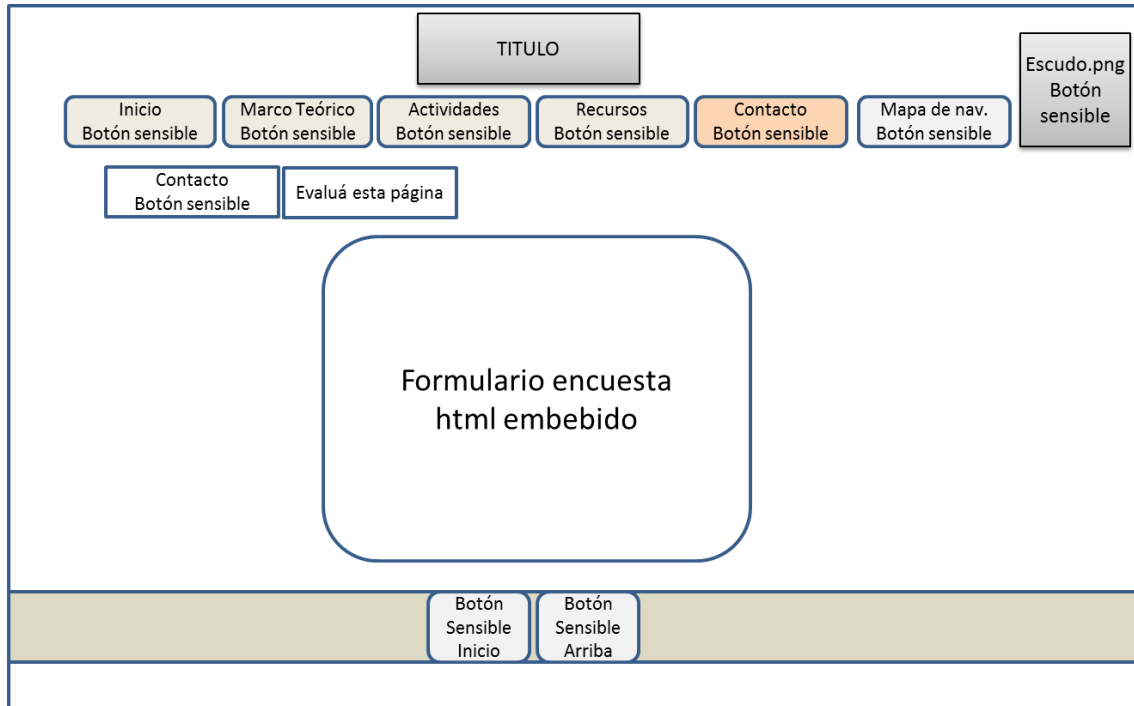 TITULO
Escudo.png
Botón
sensible
Inicio
Botón sensible
Marco Teórico
Botón sensible
Actividades
Botón sensible
Recursos
Botón sensible
Contacto
Botón sensible
Mapa de nav.
Botón sensible
Contacto
Botón sensible
Evaluá esta página
Formulario encuesta
html embebido
Botón
Sensible
Inicio
Botón
Sensible
Arriba